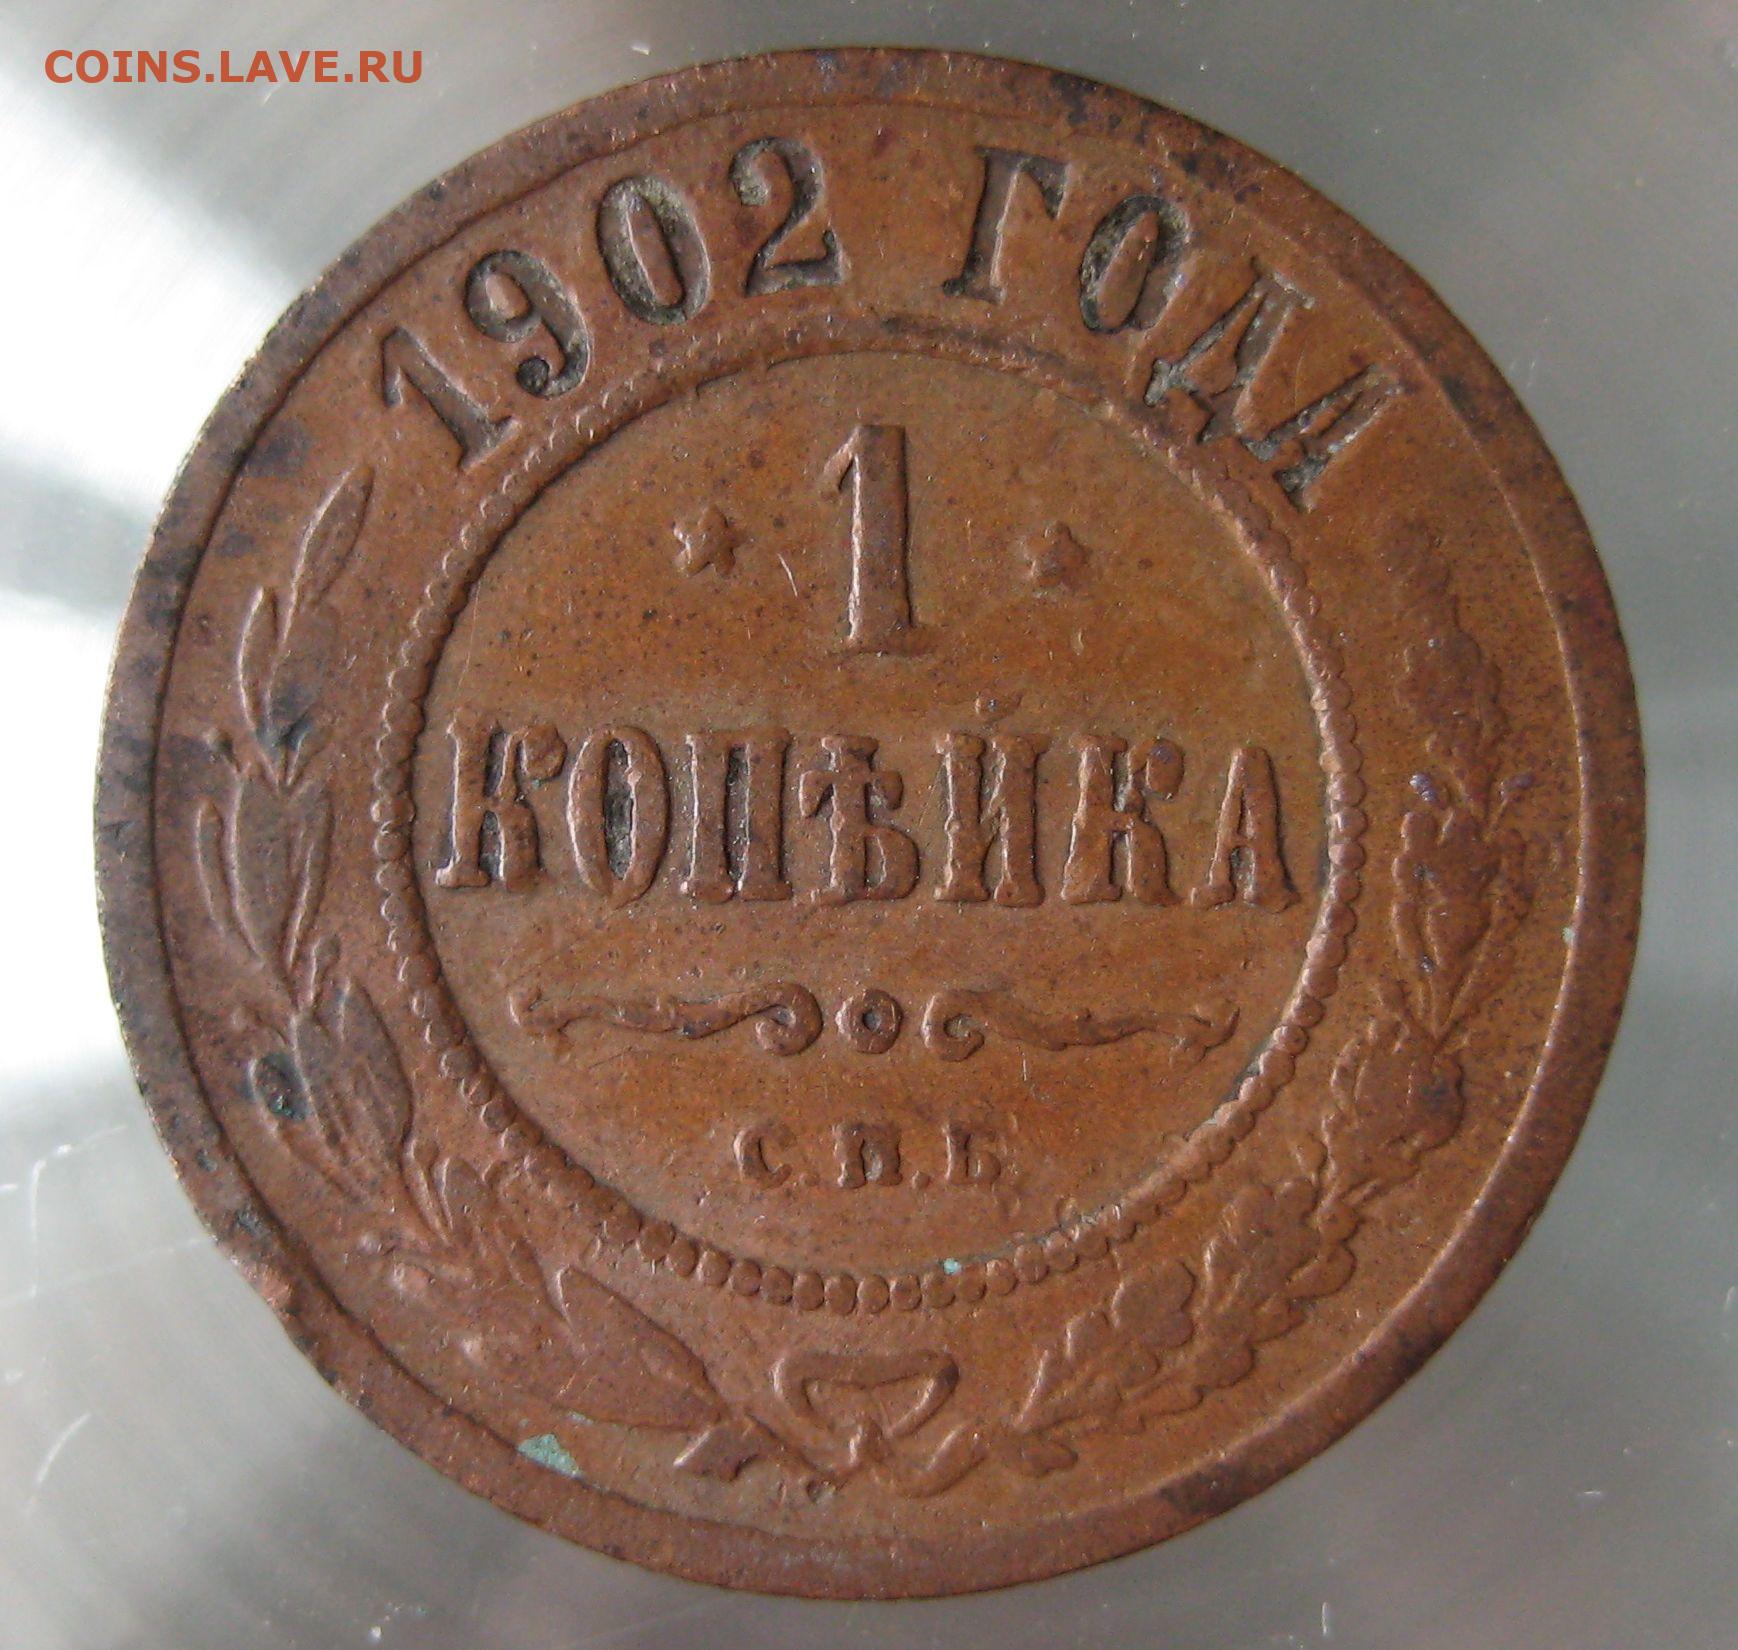 COINS.LAVE.RU
1902 ГОДА
1
КОПѢЙКА
С.П.Б.